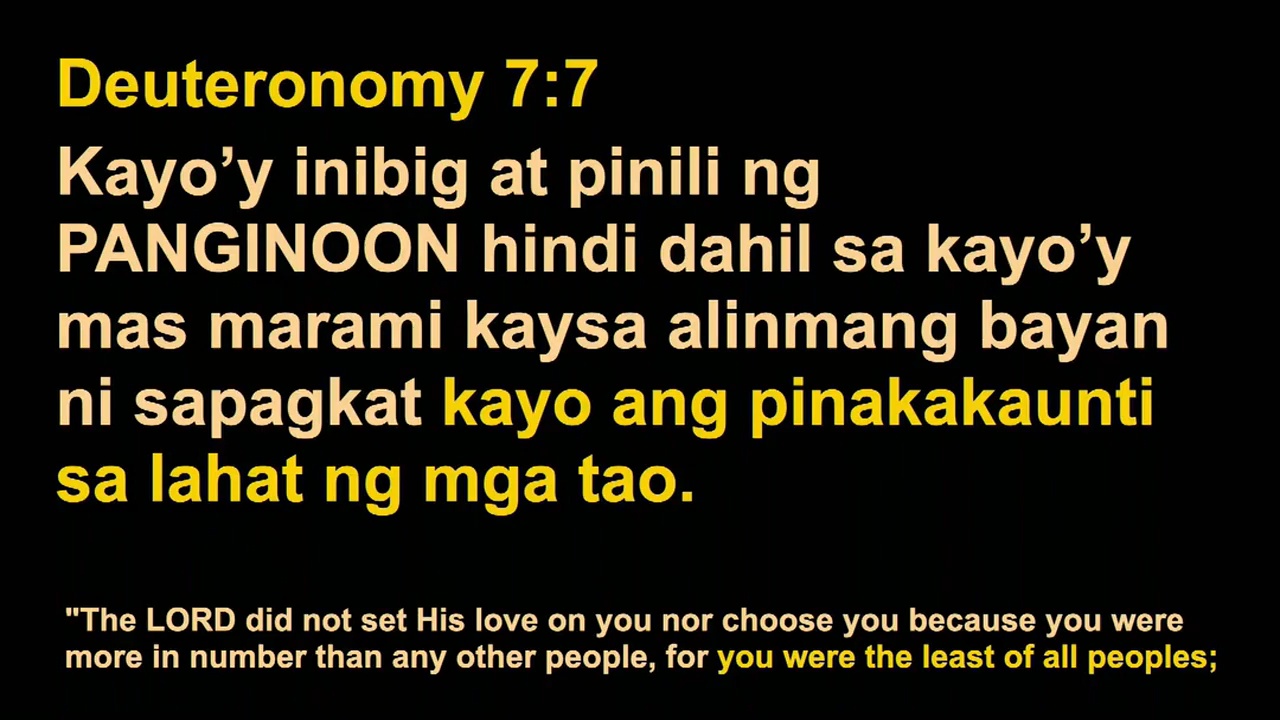 Deuteronomy 7:7
Kayo’y inibig at pinili ng
PANGINOON hindi dahil sa kayo’y
mas marami kaysa alinmang bayan
ni sapagkat kayo ang pinakakaunti
sa lahat ng mga tao.
"The LORD did not set His love on you nor choose you because you were
more in number than any other people, for you were the least of all peoples;